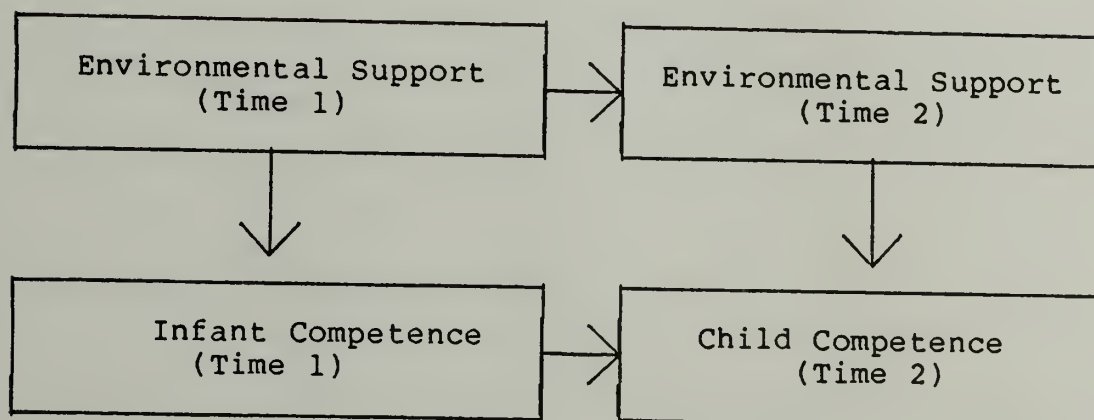 Environmental Support
(Time 1)
Environmental Support
(Time 2)
Infant Competence
(Time 1)
Child Competence
(Time 2)